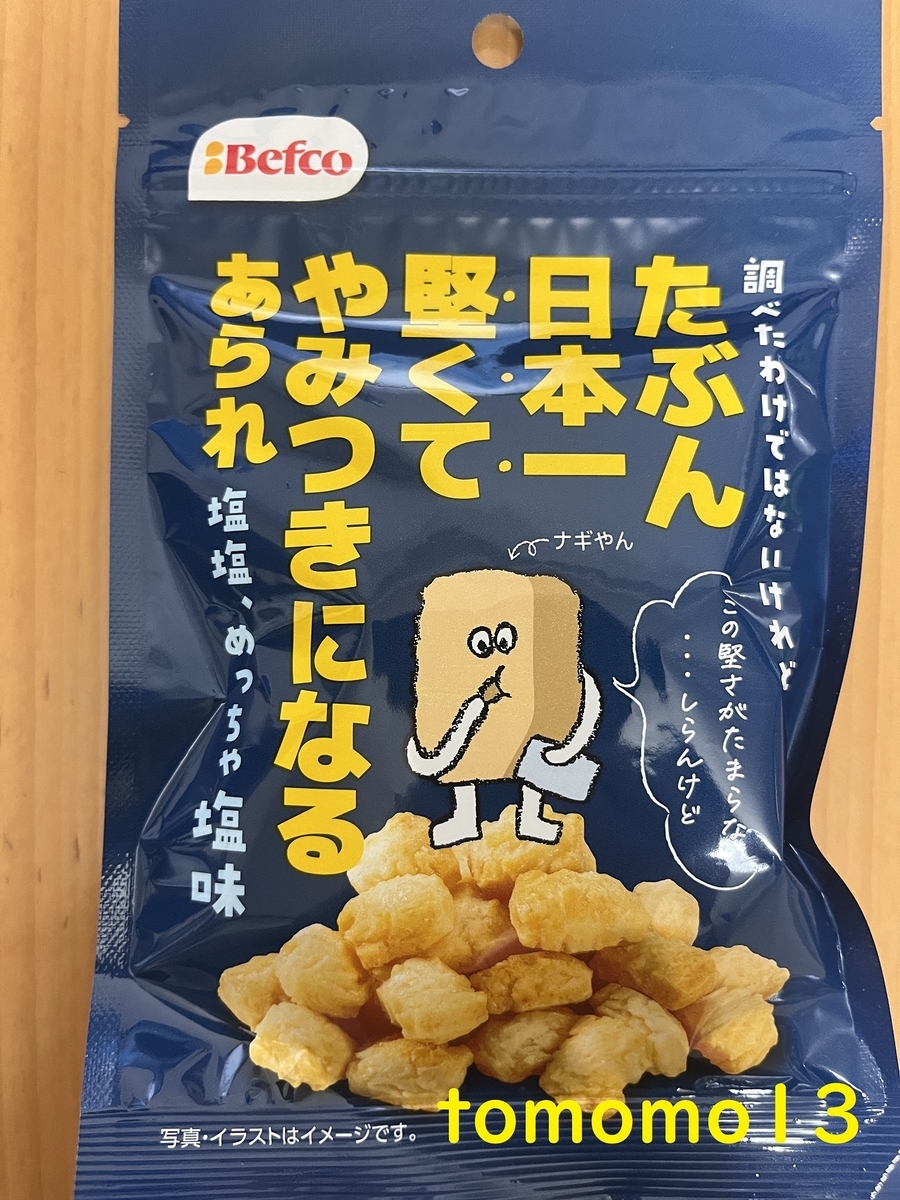 Befco
調べたわけではないけれど
たぶん
日本一
堅くて
やみつきになる
あられ
塩塩、めっちゃ塩味
ナギやん
この堅さがたまらない
・・・しらんけど
写真・イラストはイメージです。
tomomo13